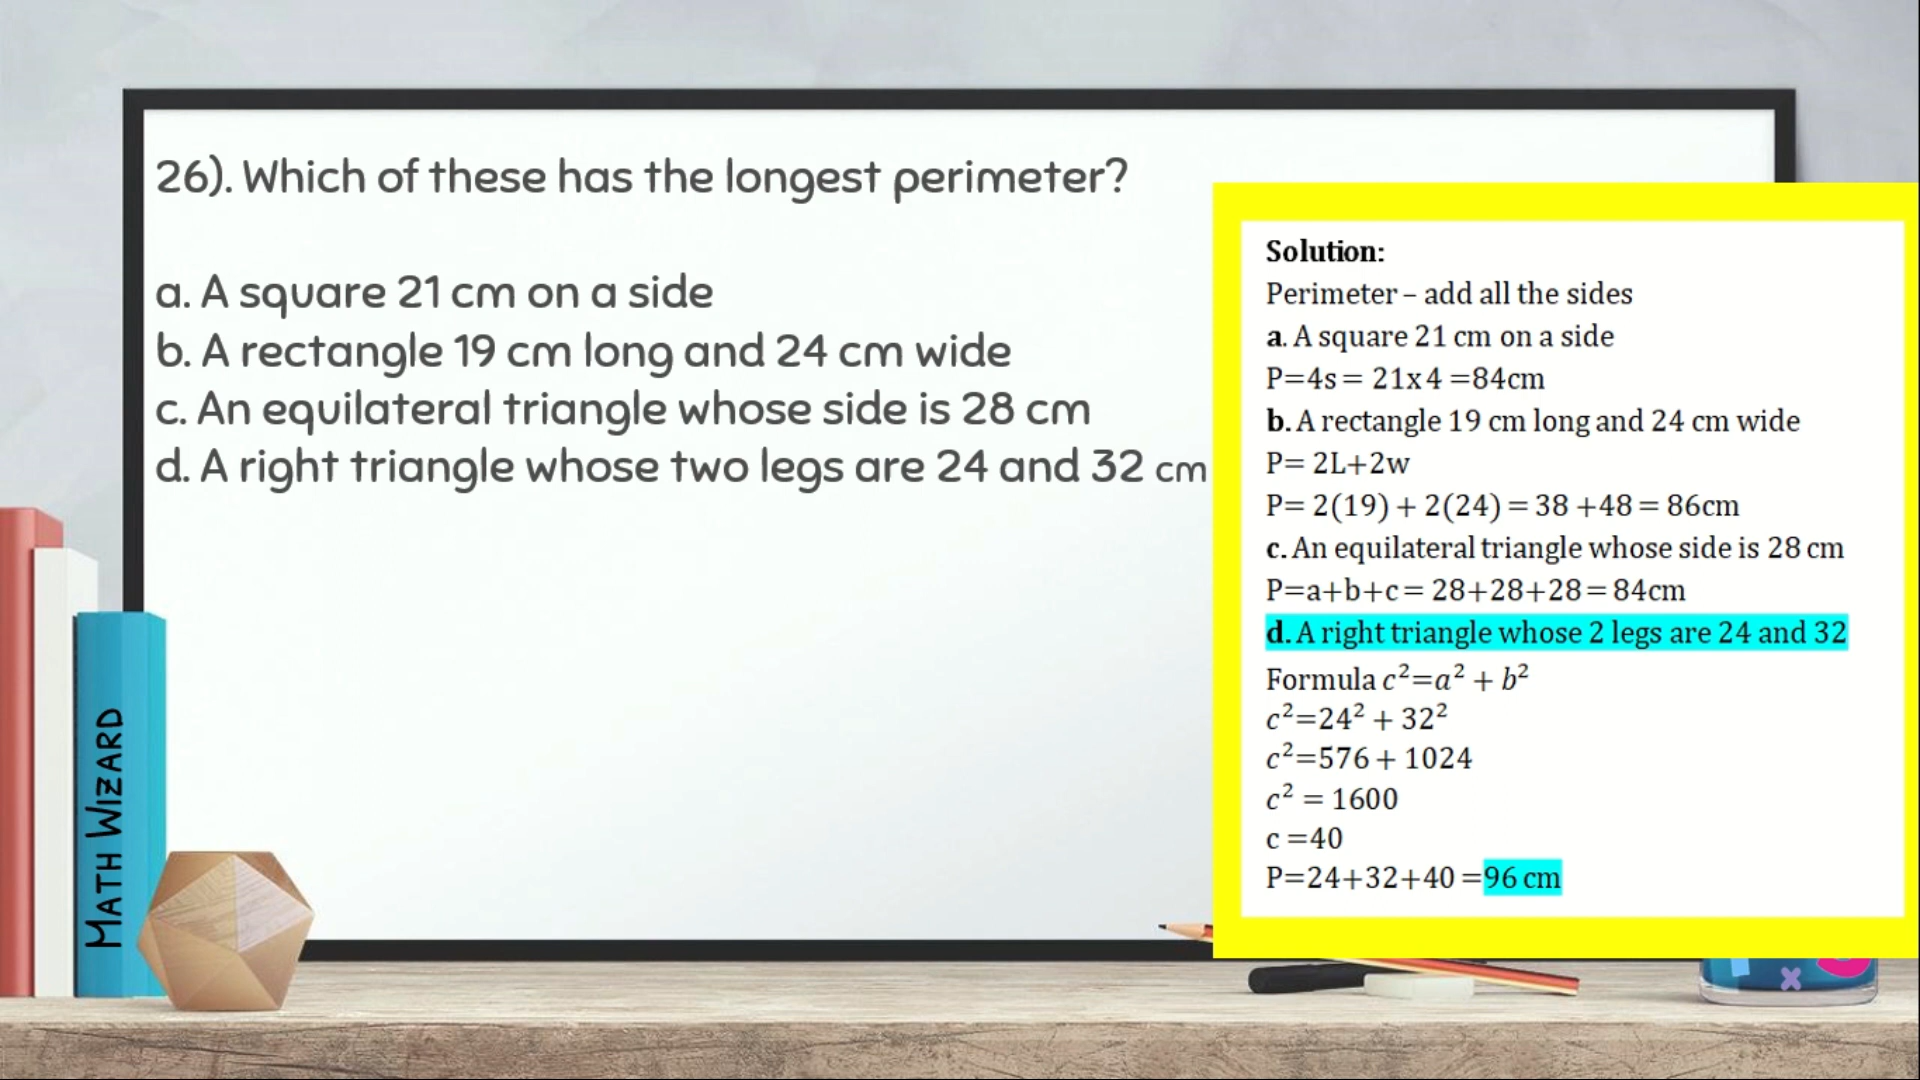 26). Which of these has the longest perimeter?
a. A square 21 cm on a side
b. A rectangle 19 cm long and 24 cm wide
c. An equilateral triangle whose side is 28 cm
d. A right triangle whose two legs are 24 and 32 cm
Solution:
Perimeter – add all the sides
a. A square 21 cm on a side
P=4s = 21x4 =84cm
b. A rectangle 19 cm long and 24 cm wide
P= 2L+2w
P= 2(19) + 2(24) = 38 +48 = 86cm
c. An equilateral triangle whose side is 28 cm
P=a+b+c = 28+28+28 = 84cm
d. A right triangle whose 2 legs are 24 and 32
Formula c²=a² + b²
c²=24² + 32²
c²=576 + 1024
c² = 1600
c =40
P=24+32+40 =96 cm
MATH WIZARD